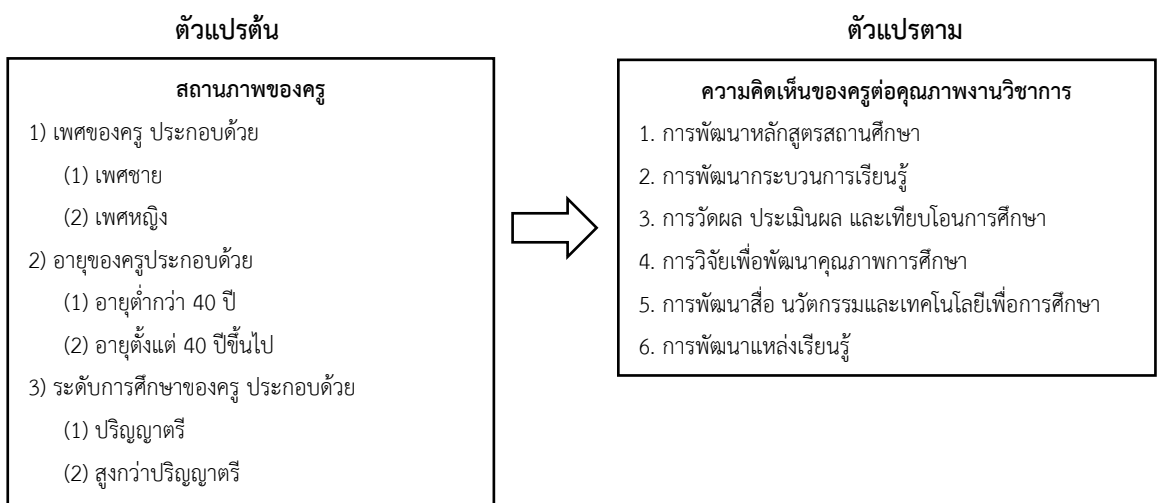 ตัวแปรต้น
สถานภาพของครู
1) เพศของครู ประกอบด้วย
(1) เพศชาย
(2) เพศหญิง
2) อายุของครูประกอบด้วย
(1) อายุต่ำกว่า 40 ปี
(2) อายุตั้งแต่ 40 ปีขึ้นไป
3) ระดับการศึกษาของครู ประกอบด้วย
(1) ปริญญาตรี
(2) สูงกว่าปริญญาตรี
ตัวแปรตาม
ความคิดเห็นของครูต่อคุณภาพงานวิชาการ
1. การพัฒนาหลักสูตรสถานศึกษา
2. การพัฒนากระบวนการเรียนรู้
3. การวัดผล ประเมินผล และเทียบโอนการศึกษา
4. การวิจัยเพื่อพัฒนาคุณภาพการศึกษา
5. การพัฒนาสื่อ นวัตกรรมและเทคโนโลยีเพื่อการศึกษา
6. การพัฒนาแหล่งเรียนรู้